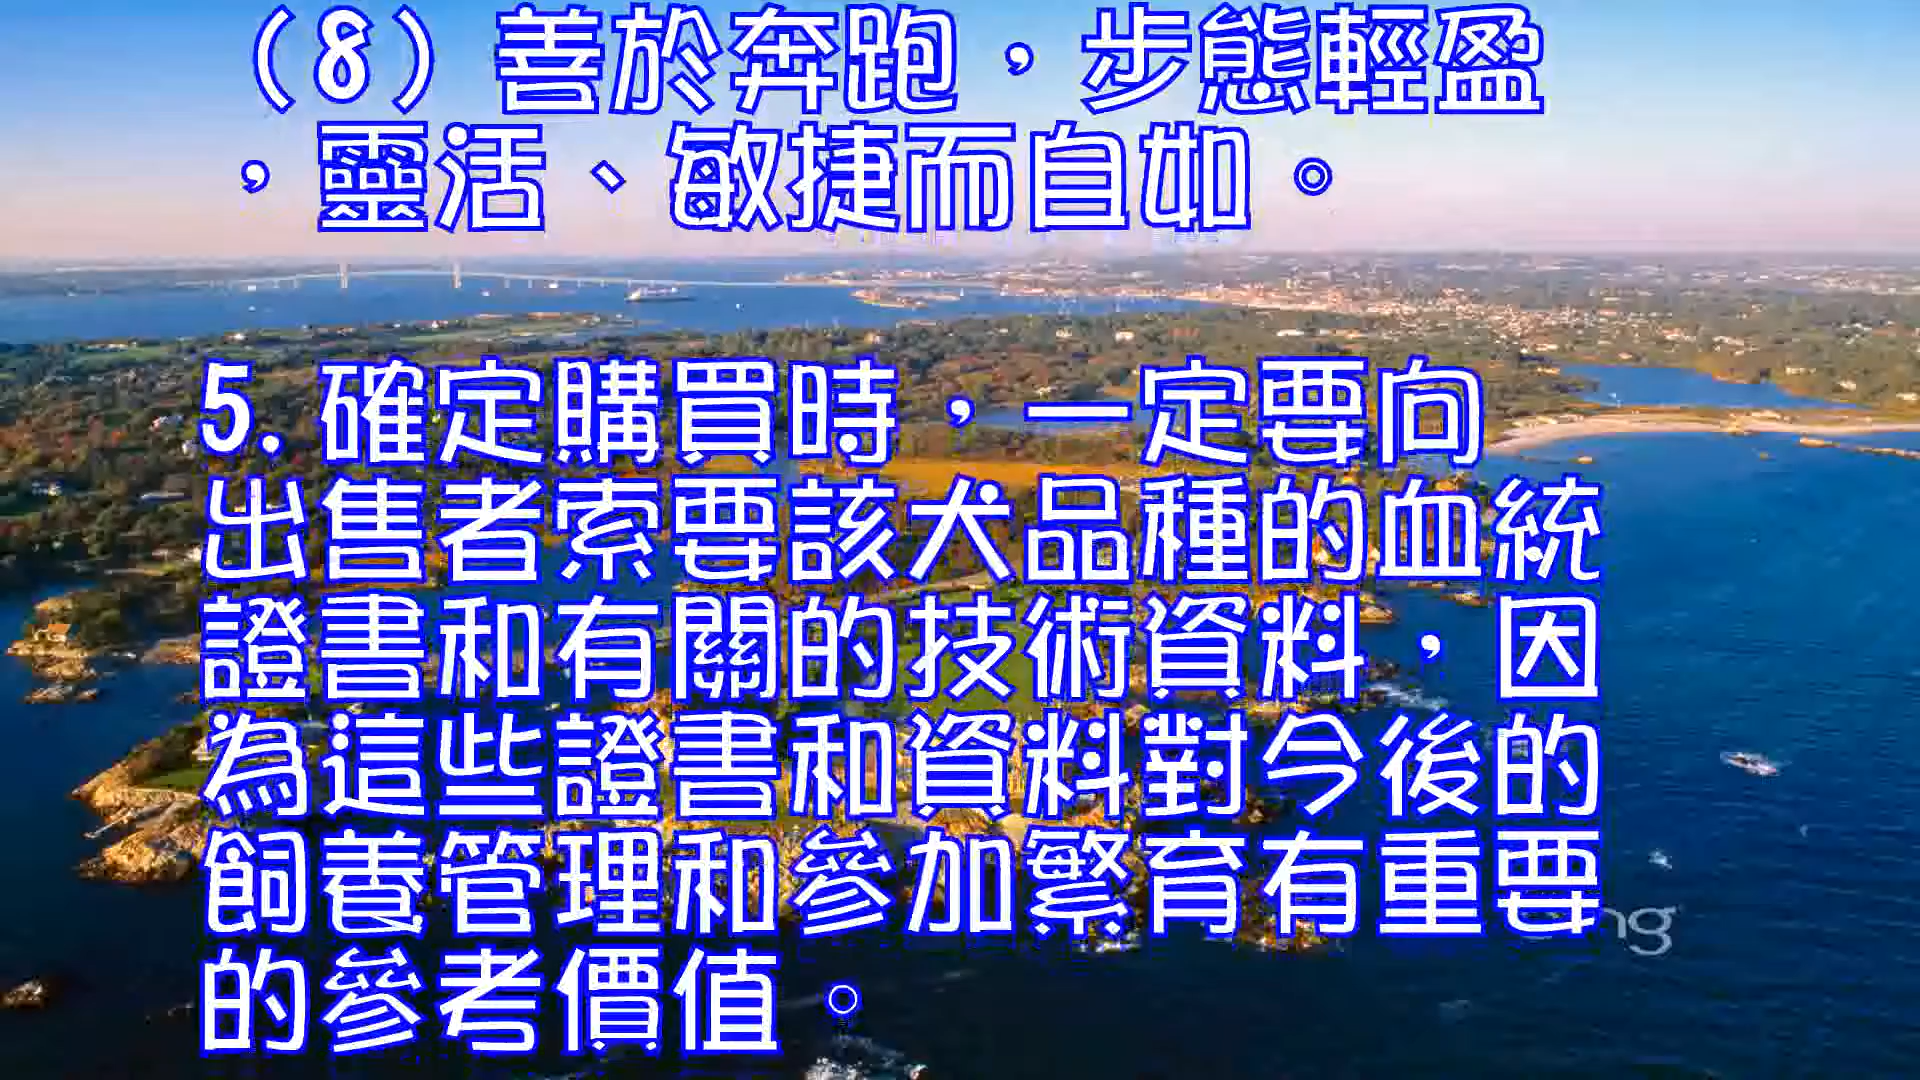 （8）善於奔跑，步態輕盈
，靈活、敏捷而自如。
5.確定購買時，一定要向
出售者索要該犬品種的血統
證書和有關的技術資料，因
為這些證書和資料對今後的
飼養管理和參加繁育有重要
的參考價值。
ng